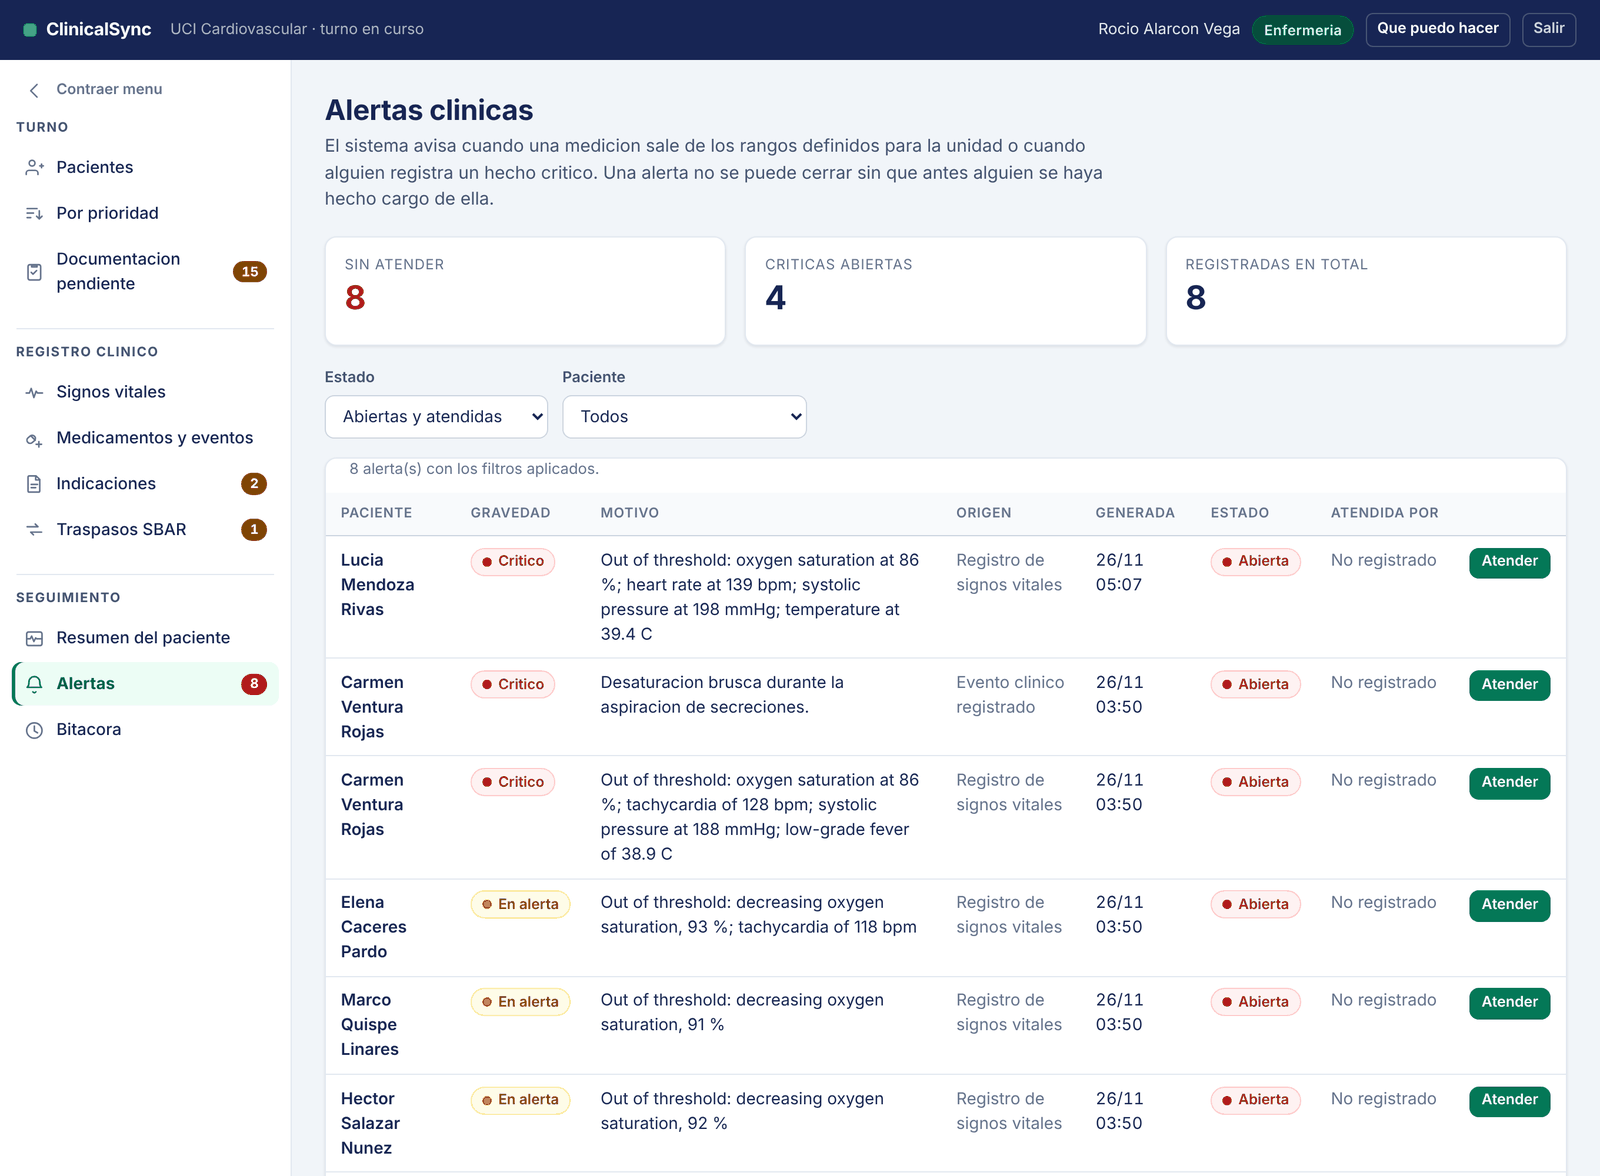 ClinicalSync
UCI Cardiovascular · turno en curso
Rocio Alarcon Vega
Enfermeria
Que puedo hacer
Salir
Contraer menu
TURNO
Pacientes
Por prioridad
Documentacion
pendiente
15
REGISTRO CLINICO
Signos vitales
Medicamentos y eventos
Indicaciones
2
Traspasos SBAR
1
SEGUIMIENTO
Resumen del paciente
Alertas
8
Bitacora
Alertas clinicas
El sistema avisa cuando una medicion sale de los rangos definidos para la unidad o cuando
alguien registra un hecho critico. Una alerta no se puede cerrar sin que antes alguien se haya
hecho cargo de ella.
SIN ATENDER
8
CRITICAS ABIERTAS
4
REGISTRADAS EN TOTAL
8
Estado
Abiertas y atendidas
Paciente
Todos
8 alerta(s) con los filtros aplicados.
PACIENTE GRAVEDAD MOTIVO ORIGEN GENERADA ESTADO ATENDIDA POR
Lucia
Mendoza
Rivas
Critico
Out of threshold: oxygen saturation at 86
%; heart rate at 139 bpm; systolic
pressure at 198 mmHg; temperature at
39.4 C
Registro de
signos vitales
26/11
05:07
Abierta
No registrado
Atender
Carmen
Ventura
Rojas
Critico
Desaturacion brusca durante la
aspiracion de secreciones.
Evento clinico
registrado
26/11
03:50
Abierta
No registrado
Atender
Carmen
Ventura
Rojas
Critico
Out of threshold: oxygen saturation at 86
%; tachycardia of 128 bpm; systolic
pressure at 188 mmHg; low-grade fever
of 38.9 C
Registro de
signos vitales
26/11
03:50
Abierta
No registrado
Atender
Elena
Caceres
Pardo
En alerta
Out of threshold: decreasing oxygen
saturation, 93 %; tachycardia of 118 bpm
Registro de
signos vitales
26/11
03:50
Abierta
No registrado
Atender
Marco
Quispe
Linares
En alerta
Out of threshold: decreasing oxygen
saturation, 91 %
Registro de
signos vitales
26/11
03:50
Abierta
No registrado
Atender
Hector
Salazar
Nunez
En alerta
Out of threshold: decreasing oxygen
saturation, 92 %
Registro de
signos vitales
26/11
03:50
Abierta
No registrado
Atender